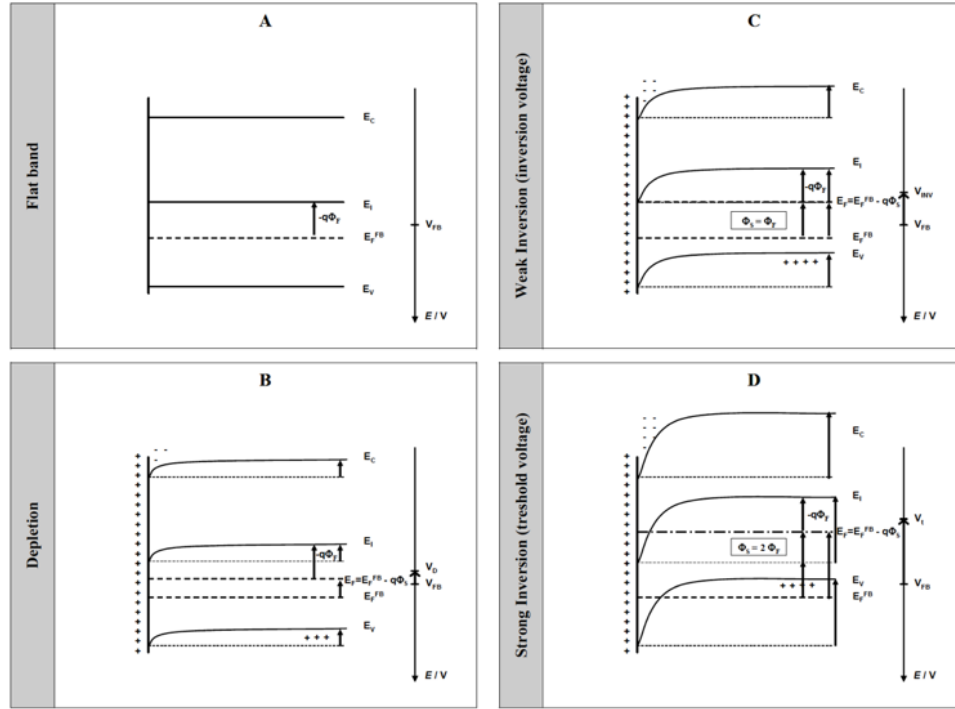 Flat band
A
E_C
E_I
-qΦ_F
E_F^FB
E_V
V_FB
E / V
Depletion
B
E_C
E_I
-qΦ_F
E_F=E_F^FB - qΦ_s
E_F^FB
E_V
+ + +
V_D
V_FB
E / V
Weak Inversion (inversion voltage)
C
E_C
E_I
-qΦ_F
E_F=E_F^FB - qΦ_s
Φ_s = Φ_F
E_F^FB
E_V
+ + + +
V_INV
V_FB
E / V
Strong Inversion (treshold voltage)
D
E_C
E_I
-qΦ_F
E_F=E_F^FB - qΦ_s
Φ_s = 2 Φ_F
E_V
+ + + +
E_F^FB
V_t
V_FB
E / V